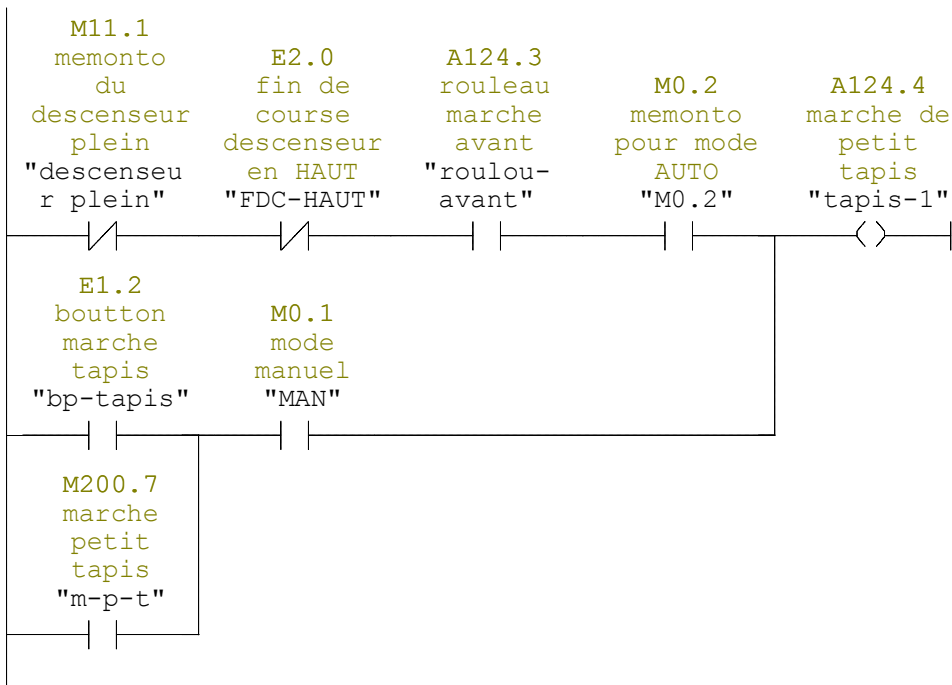 M11.1
memonto
du
descenseur
plein
"descenseu
r plein"
E2.0
fin de
course
descenseur
en HAUT
"FDC-HAUT"
A124.3
rouleau
marche
avant
"roulou-
avant"
M0.2
memonto
pour mode
AUTO
"M0.2"
A124.4
marche de
petit
tapis
"tapis-1"
E1.2
boutton
marche
tapis
"bp-tapis"
M0.1
mode
manuel
"MAN"
M200.7
marche
petit
tapis
"m-p-t"